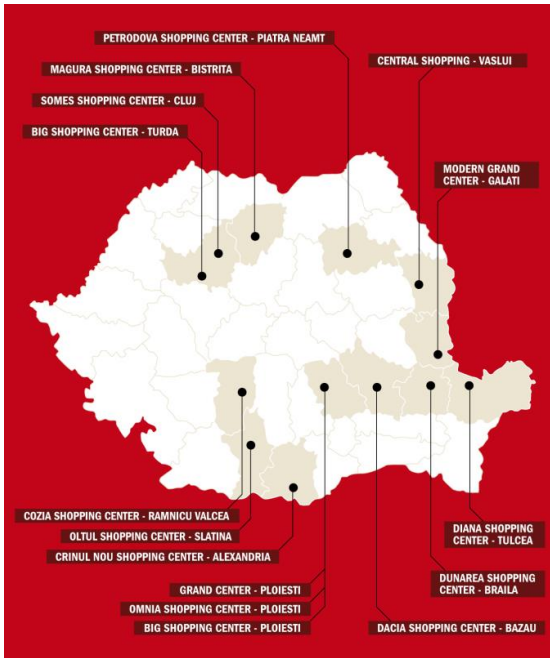 PETRODOVA SHOPPING CENTER - PIATRA NEAMT
CENTRAL SHOPPING - VASLUI
MAGURA SHOPPING CENTER - BISTRITA
SOMES SHOPPING CENTER - CLUJ
BIG SHOPPING CENTER - TURDA
MODERN GRAND
CENTER - GALATI
COZIA SHOPPING CENTER - RAMNICU VALCEA
OLTUL SHOPPING CENTER - SLATINA
CRINUL NOU SHOPPING CENTER - ALEXANDRIA
DIANA SHOPPING
CENTER - TULCEA
GRAND CENTER - PLOIESTI
OMNIA SHOPPING CENTER - PLOIESTI
BIG SHOPPING CENTER - PLOIESTI
DUNAREA SHOPPING
CENTER - BRAILA
DACIA SHOPPING CENTER - BAZAU